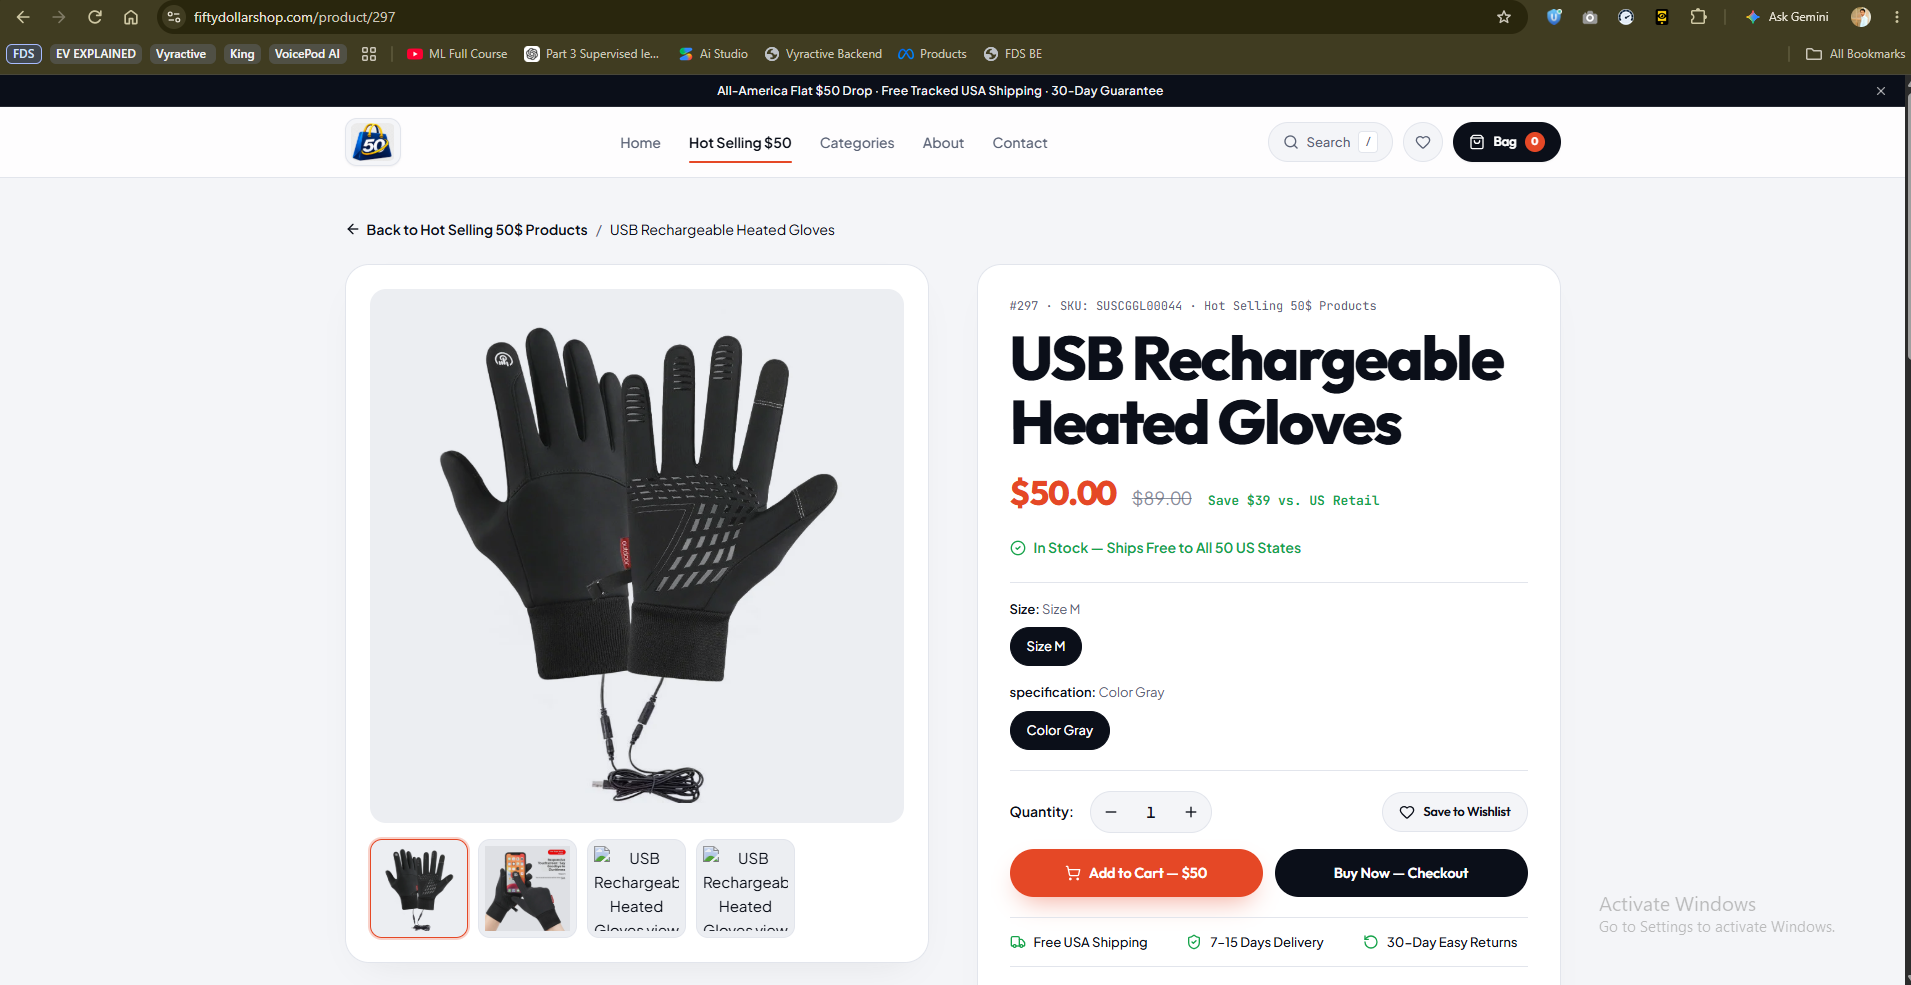 fiftydollarshop.com/product/297
Ask Gemini
FDS
EV EXPLAINED
Vyractive
King
VoicePod AI
ML Full Course
Part 3 Supervised le...
Ai Studio
Vyractive Backend
Products
FDS BE
All Bookmarks
All-America Flat $50 Drop · Free Tracked USA Shipping · 30-Day Guarantee
50
Home
Hot Selling $50
Categories
About
Contact
Search /
Bag 0
Back to Hot Selling 50$ Products / USB Rechargeable Heated Gloves
#297 · SKU: SUSCGGL00044 · Hot Selling 50$ Products
USB Rechargeable
Heated Gloves
$50.00 $89.00 Save $39 vs. US Retail
In Stock — Ships Free to All 50 US States
Size: Size M
Size M
specification: Color Gray
Color Gray
Quantity: 1
Save to Wishlist
Add to Cart — $50
Buy Now — Checkout
Free USA Shipping
7-15 Days Delivery
30-Day Easy Returns
USB
Rechargeab
Heated
Gloves view
USB
Rechargeab
Heated
Gloves view
Activate Windows
Go to Settings to activate Windows.